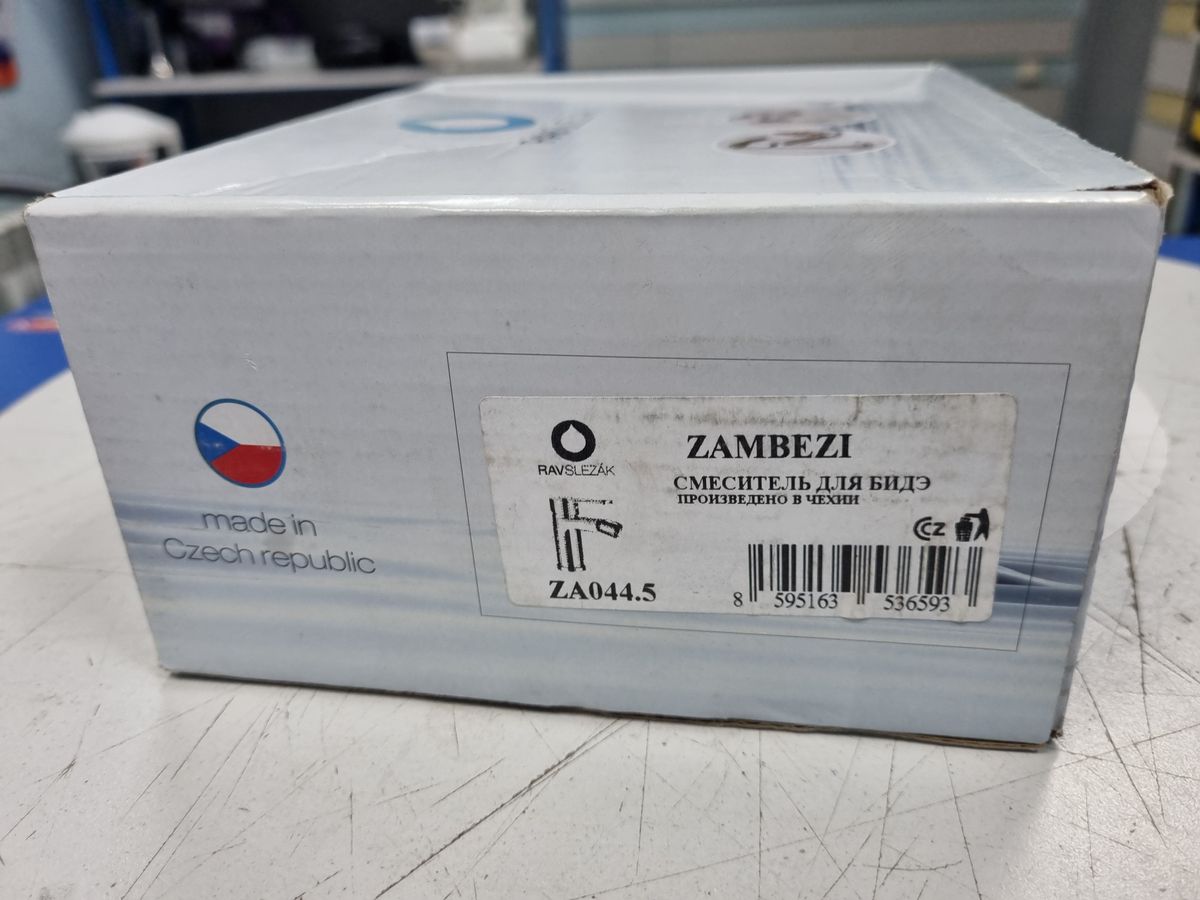 made in
Czech republic
RAVSLEZÁK
ZAMBEZI
СМЕСИТЕЛЬ ДЛЯ БИДЭ
ПРОИЗВЕДЕНО В ЧЕХИИ
CZ
ZA044.5
8 595163 536593